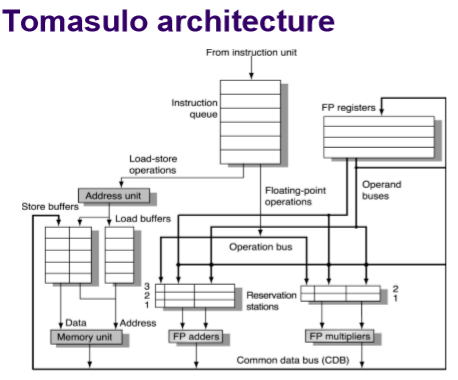 Tomasulo architecture
From instruction unit
Instruction
queue
FP registers
Load-store
operations
Address unit
Floating-point
operations
Operand
buses
Store buffers
Load buffers
Operation bus
3
2
1
Reservation
stations
2
1
Data
Address
Memory unit
FP adders
FP multipliers
Common data bus (CDB)